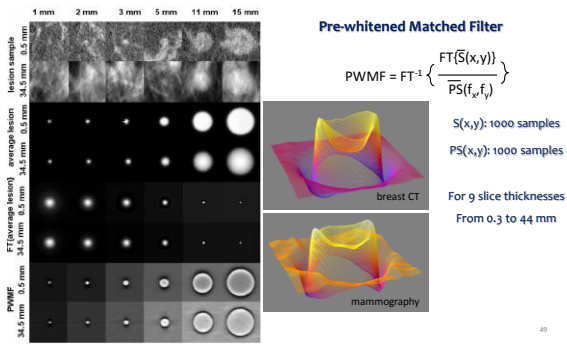 1 mm 2 mm 3 mm 5 mm 11 mm 15 mm
lesion sample
0.5 mm
34.5 mm
average lesion
0.5 mm
34.5 mm
FT{average lesion}
0.5 mm
34.5 mm
PWMF
0.5 mm
34.5 mm
Pre-whitened Matched Filter
PWMF = FT⁻¹ { FT{S̅(x,y)} / P̅S̅(fx,fy) }
breast CT
mammography
S(x,y): 1000 samples
PS(x,y): 1000 samples
For 9 slice thicknesses
From 0.3 to 44 mm
49